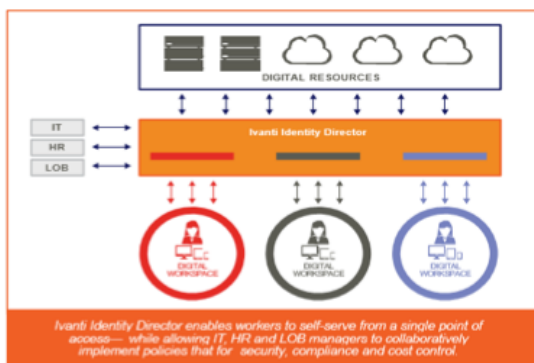 DIGITAL RESOURCES
IT
HR
LOB
Ivanti Identity Director
DIGITAL
WORKSPACE
DIGITAL
WORKSPACE
DIGITAL
WORKSPACE
Ivanti Identity Director enables workers to self-serve from a single point of
access— while allowing IT, HR and LOB managers to collaboratively
implement policies that for security, compliance and cost control